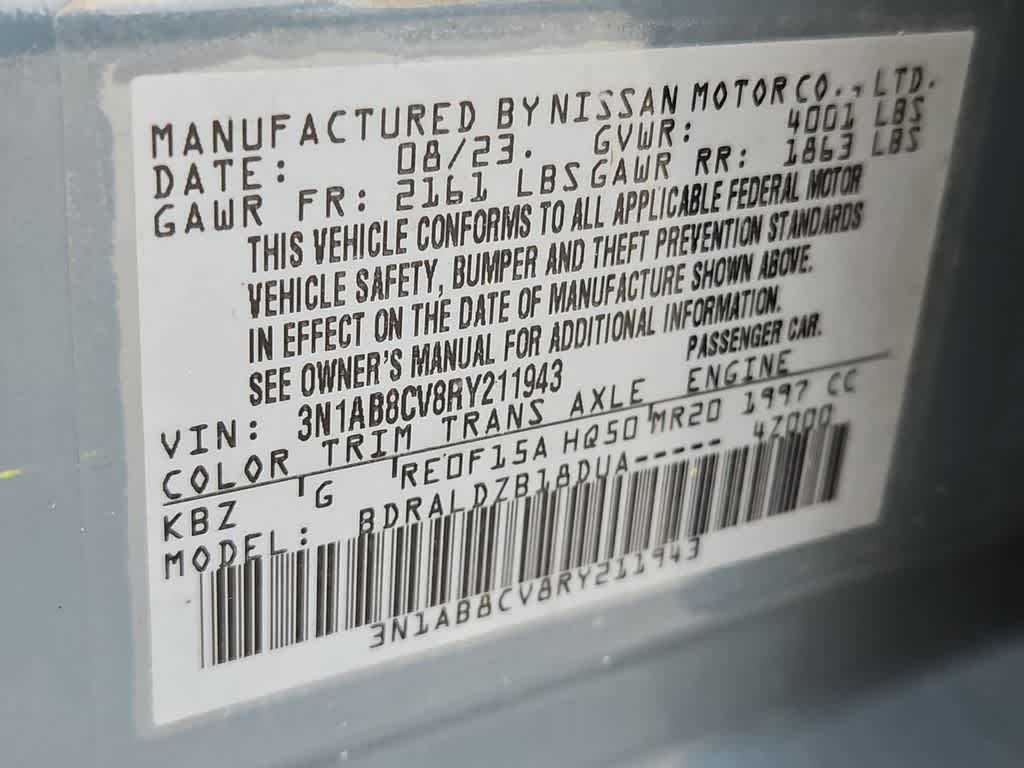 MANUFACTURED BY NISSAN MOTOR CO., LTD.
DATE: 08/23. GVWR: 4001 LBS
GAWR FR: 2161 LBS GAWR RR: 1863 LBS
THIS VEHICLE CONFORMS TO ALL APPLICABLE FEDERAL MOTOR
VEHICLE SAFETY, BUMPER AND THEFT PREVENTION STANDARDS
IN EFFECT ON THE DATE OF MANUFACTURE SHOWN ABOVE.
SEE OWNER'S MANUAL FOR ADDITIONAL INFORMATION.
VIN: 3N1AB8CV8RY211943 PASSENGER CAR.
COLOR TRIM TRANS AXLE ENGINE
KBZ G RE0F15A HQ50 MR20 1997 CC
MODEL: BDRALDZB18DUA----- 47000
3N1AB8CV8RY211943